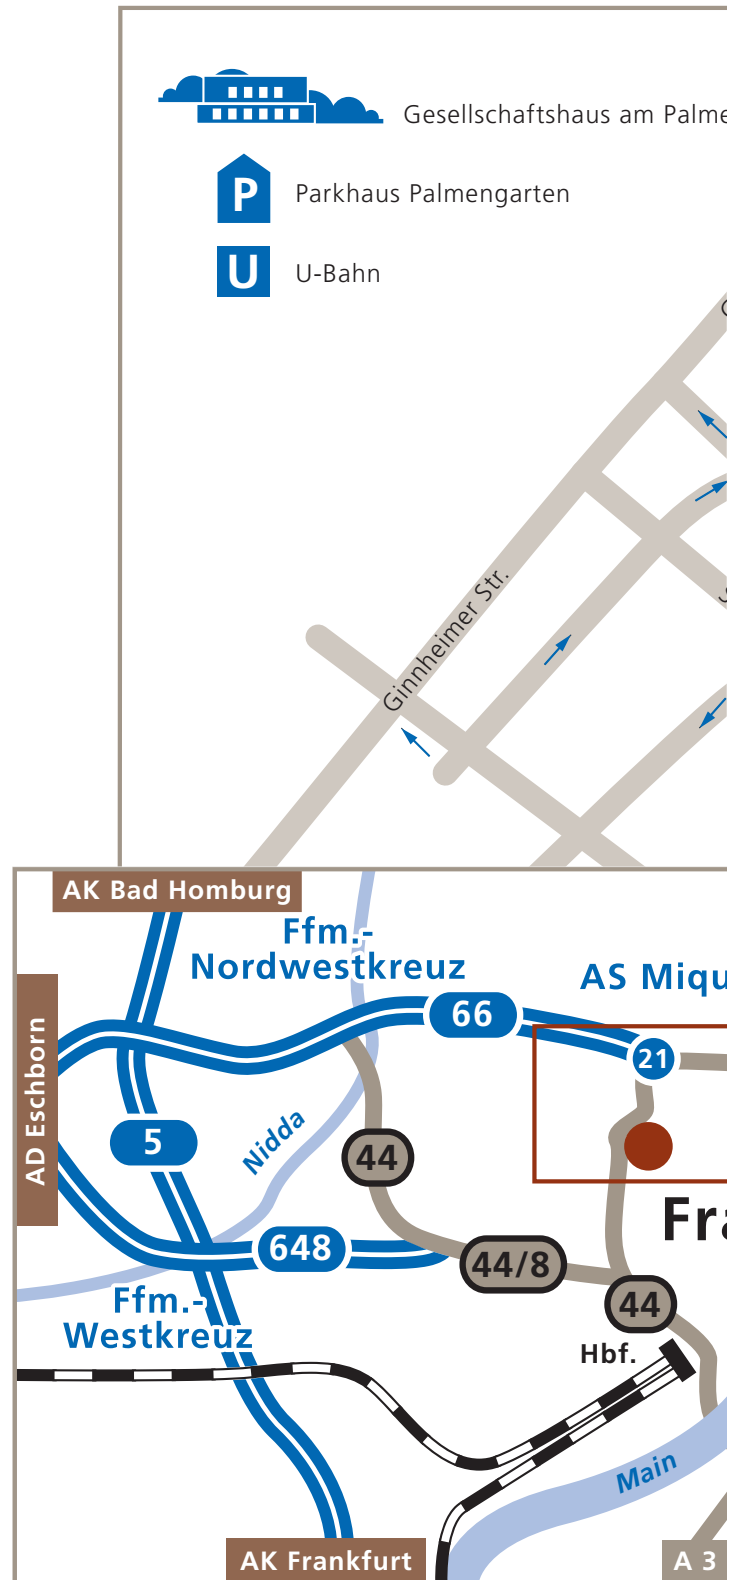 Gesellschaftshaus am Palme
P
Parkhaus Palmengarten
U
U-Bahn
Ginnheimer Str.
AK Bad Homburg
Ffm.-
Nordwestkreuz
AS Miqu
66
21
AD Eschborn
5
Nidda
44
Fra
648
44/8
Ffm.-
Westkreuz
44
Hbf.
Main
AK Frankfurt
A 3